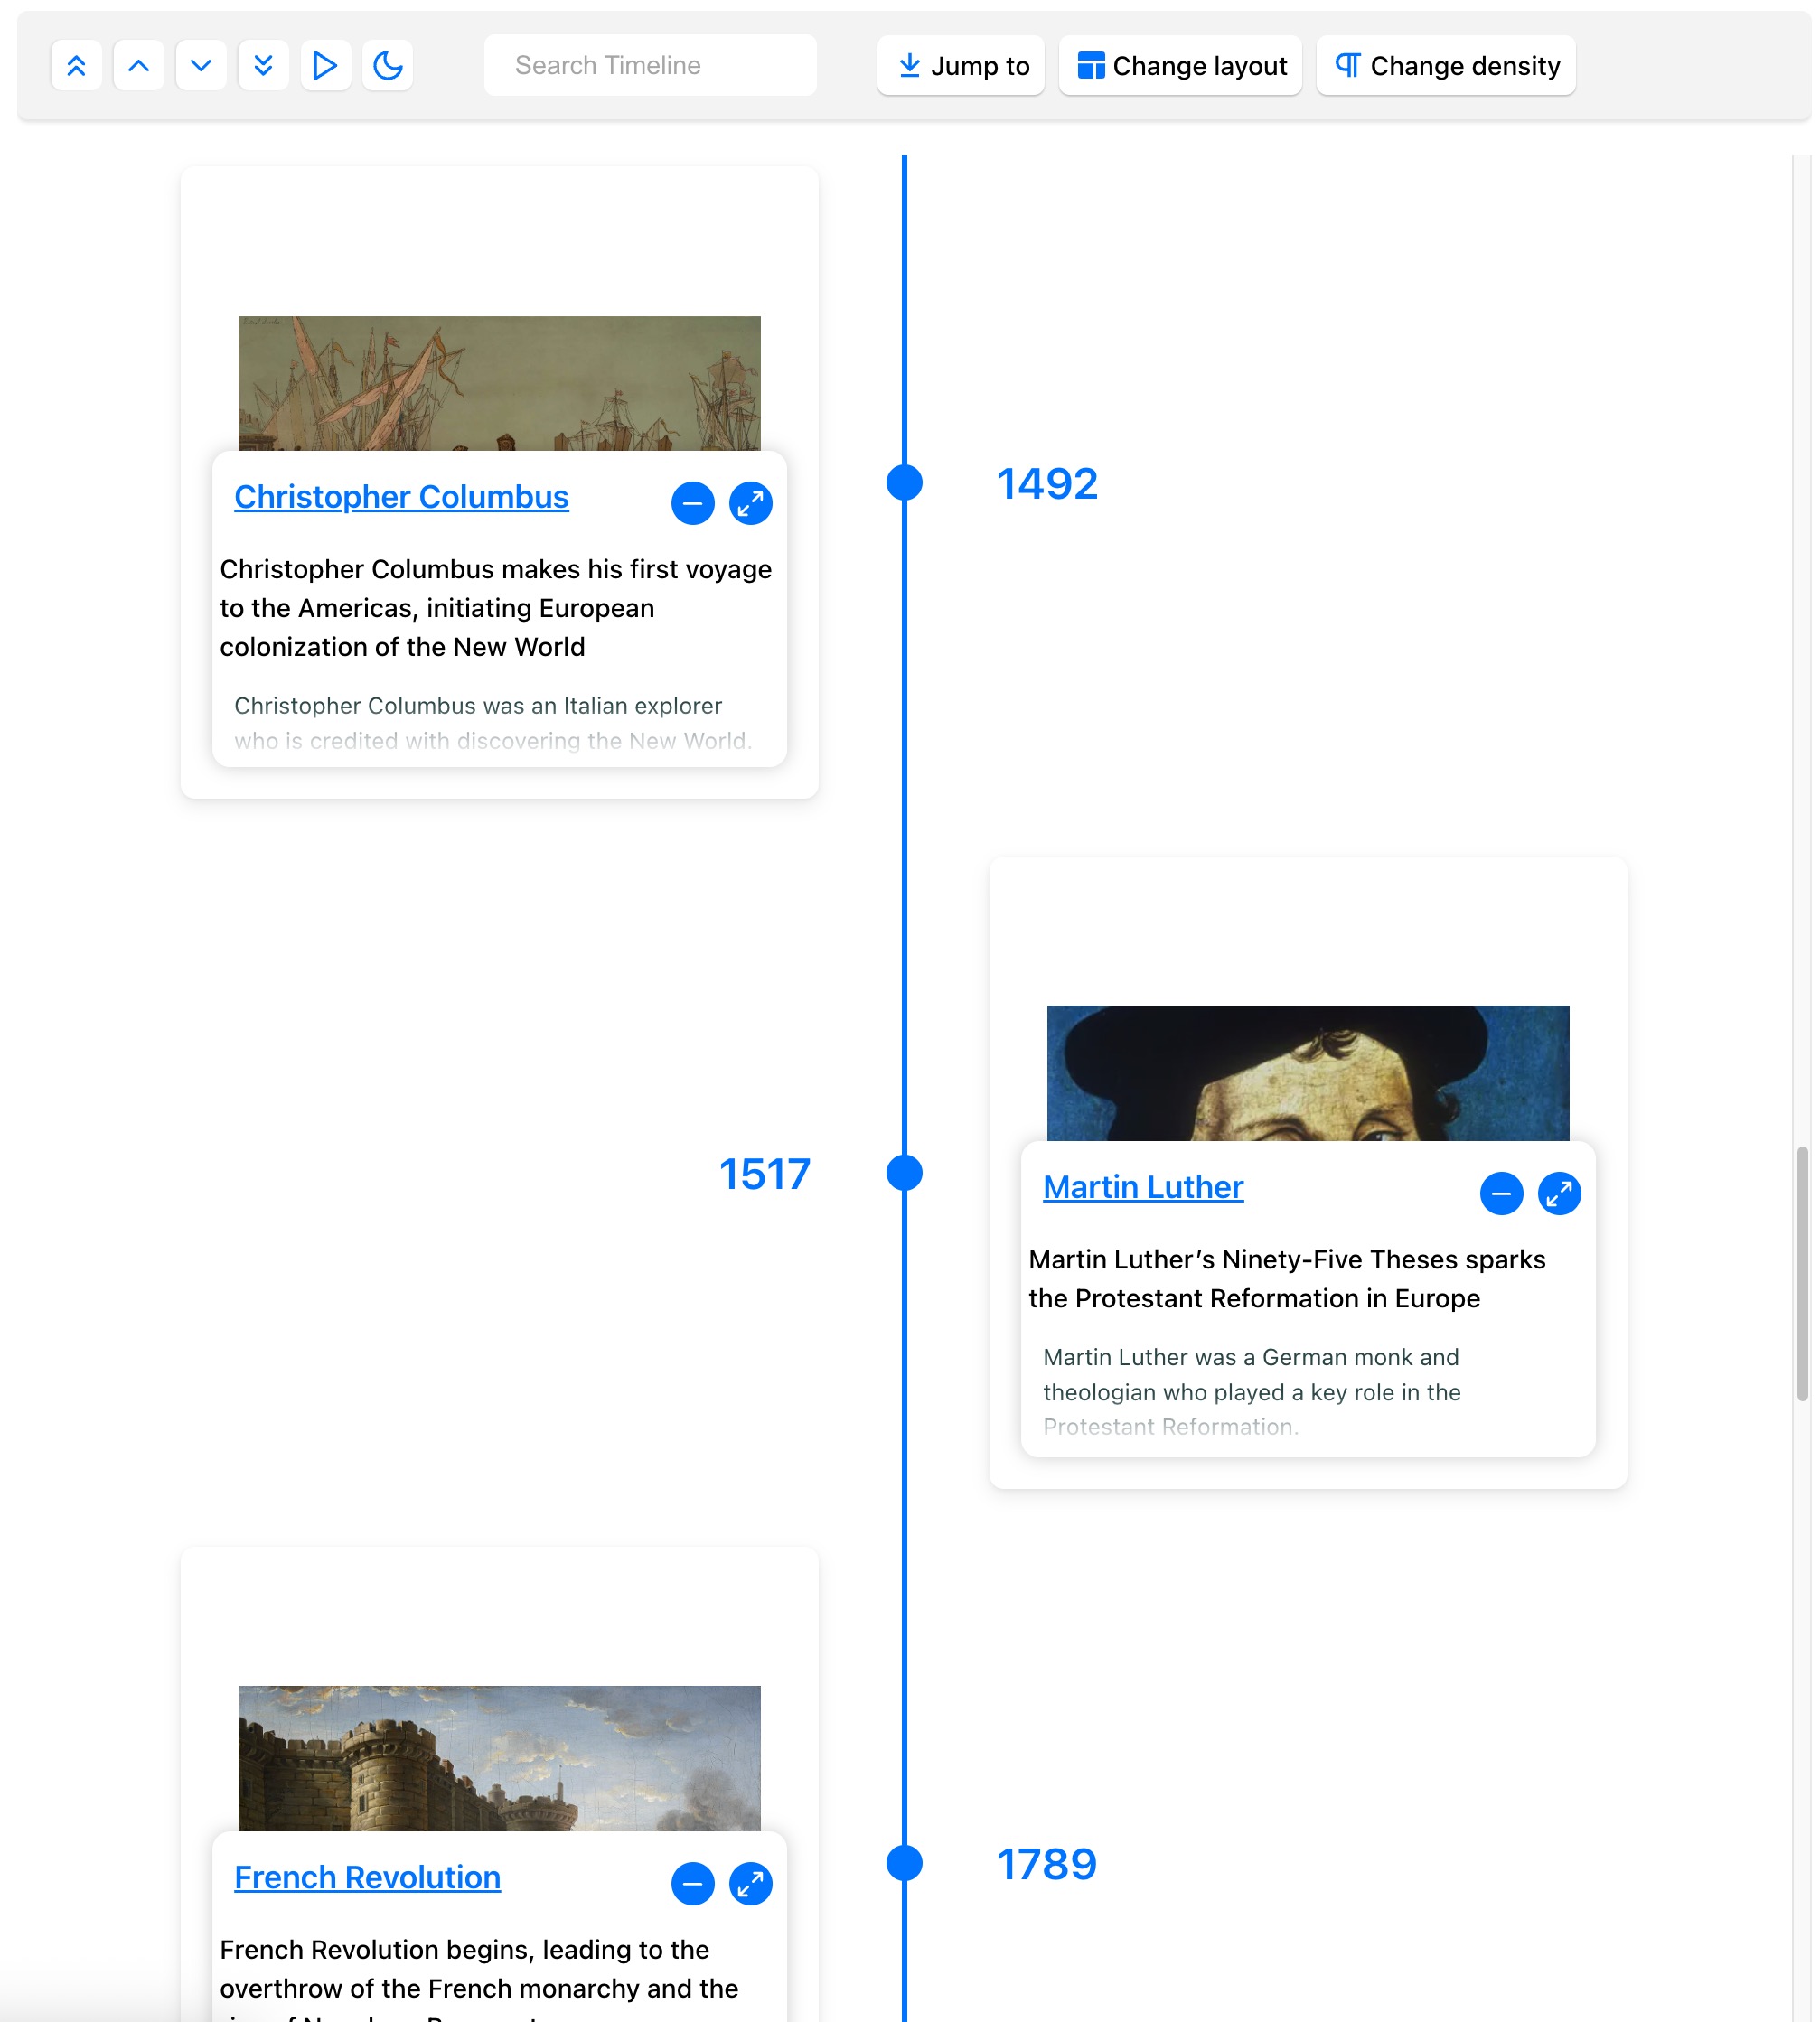 Search Timeline
Jump to
Change layout
Change density
Christopher Columbus
1492
Christopher Columbus makes his first voyage
to the Americas, initiating European
colonization of the New World
Christopher Columbus was an Italian explorer
who is credited with discovering the New World.
1517
Martin Luther
Martin Luther’s Ninety-Five Theses sparks
the Protestant Reformation in Europe
Martin Luther was a German monk and
theologian who played a key role in the
Protestant Reformation.
French Revolution
1789
French Revolution begins, leading to the
overthrow of the French monarchy and the